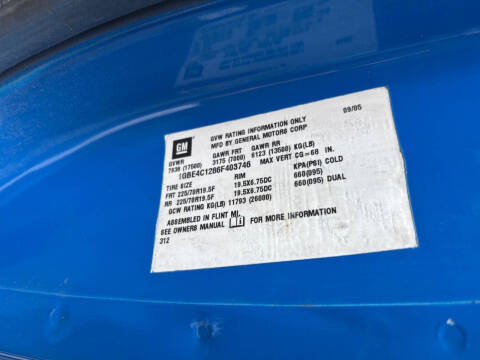 09/05
GM
GVW RATING INFORMATION ONLY
MFD BY GENERAL MOTORS CORP
GVWR GAWR FRT GAWR RR
7938 (17500) 3175 (7000) 6123 (13500) KG(LB)
1GBE4C1286F403746 MAX VERT CG=68 IN.
TIRE SIZE RIM KPA(PSI) COLD
FRT 225/70R19.5F 19.5X6.75DC 660(095)
RR 225/70R19.5F 19.5X6.75DC 660(095) DUAL
GCW RATING KG(LB) 11793 (26000)
ASSEMBLED IN FLINT MI.
SEE OWNERS MANUAL FOR MORE INFORMATION
312